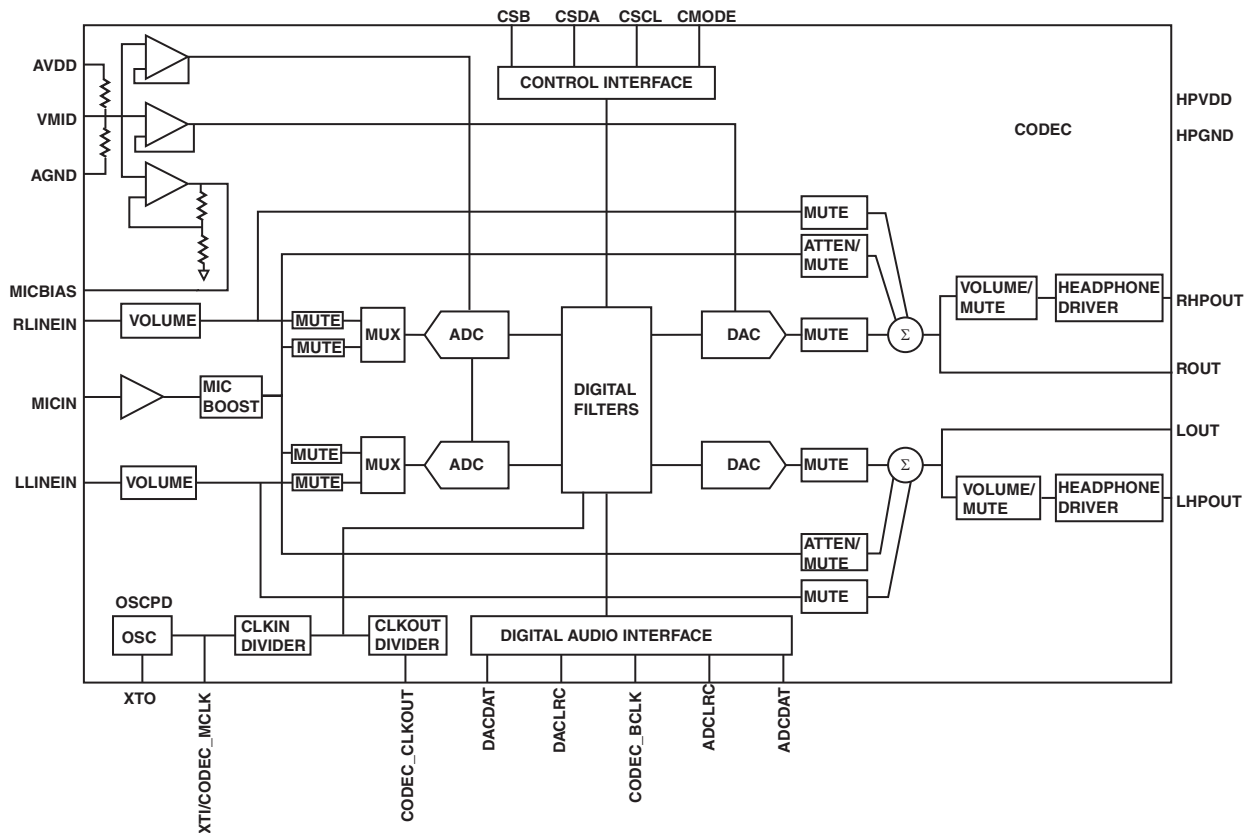 CSB CSDA CSCL CMODE
AVDD
VMID
AGND
MICBIAS
RLINEIN
MICIN
LLINEIN
CONTROL INTERFACE
CODEC
HPVDD
HPGND
MUTE
ATTEN/
MUTE
VOLUME
MUTE
MUTE
MUX
ADC
DIGITAL
FILTERS
DAC
MUTE
Σ
VOLUME/
MUTE
HEADPHONE
DRIVER
RHPOUT
ROUT
MIC
BOOST
LOUT
VOLUME
MUTE
MUTE
MUX
ADC
DAC
MUTE
Σ
VOLUME/
MUTE
HEADPHONE
DRIVER
LHPOUT
ATTEN/
MUTE
MUTE
OSCPD
OSC
CLKIN
DIVIDER
CLKOUT
DIVIDER
DIGITAL AUDIO INTERFACE
XTO
XTI/CODEC_MCLK
CODEC_CLKOUT
DACDAT
DACLRC
CODEC_BCLK
ADCLRC
ADCDAT